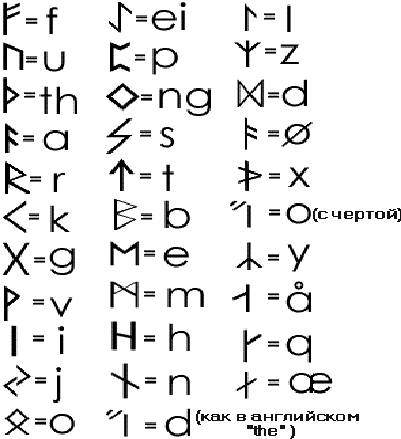 ᚠ=f ᛇ=ei ᛚ=l
ᚢ=u ᛈ=p ᛉ=z
ᚦ=th ᛜ=ng ᛞ=d
ᚨ=a ᛋ=s ᚯ=ø
ᚱ=r ᛏ=t =x
ᚲ=k ᛒ=b =o(с чертой)
ᚷ=g ᛖ=e ᛦ=y
ᚹ=v ᛗ=m =å
ᛁ=i ᚺ=h =q
ᛃ=j ᚾ=n ᛅ=æ
ᛟ=o =d (как в английском
"the" )